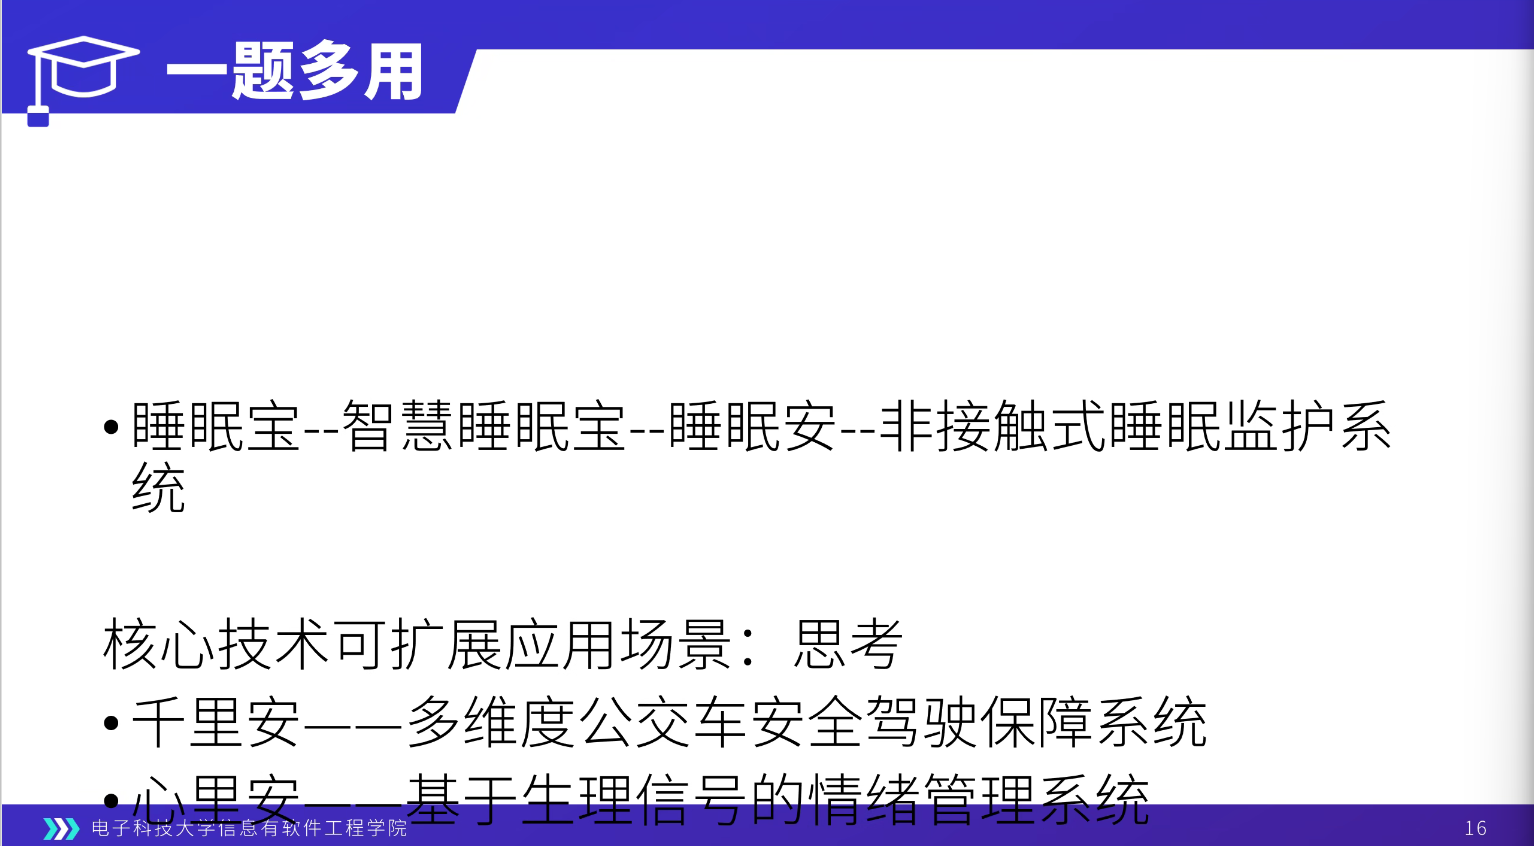 一题多用
•睡眠宝--智慧睡眠宝--睡眠安--非接触式睡眠监护系
统
核心技术可扩展应用场景：思考
•千里安——多维度公交车安全驾驶保障系统
•心里安——基于生理信号的情绪管理系统
电子科技大学信息有软件工程学院
16